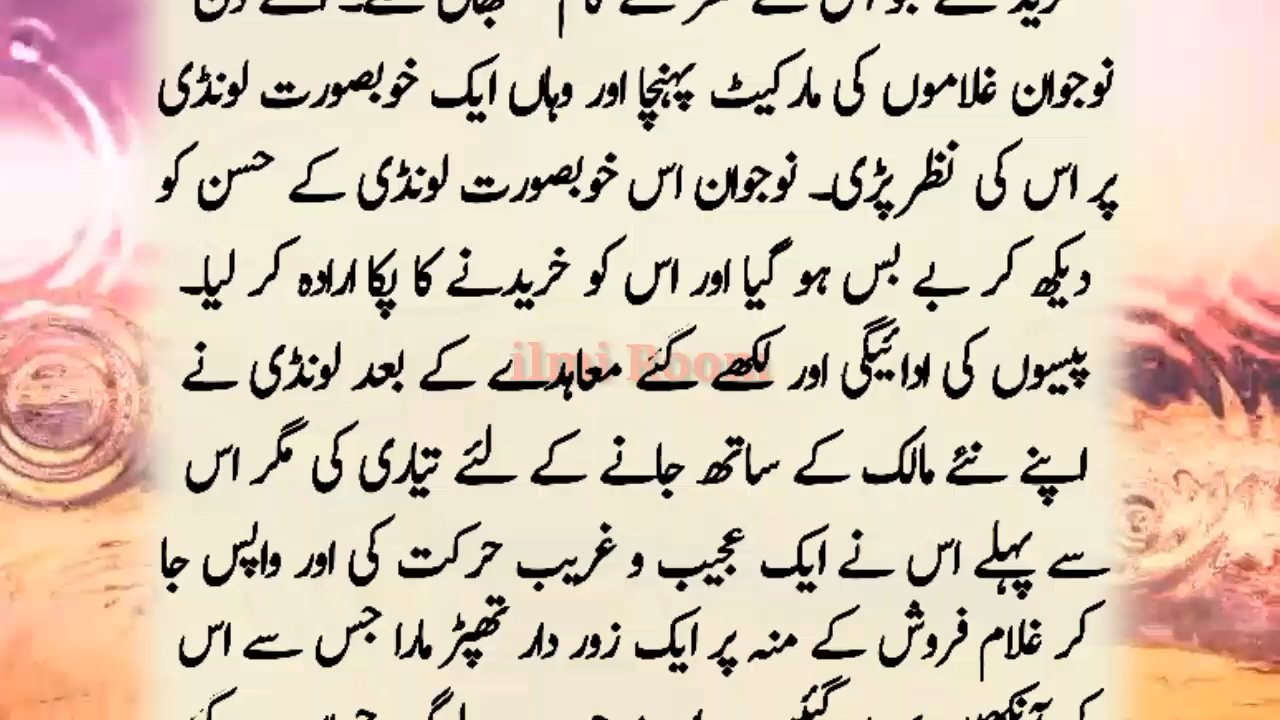 نوجوان غلاموں کی مارکیٹ پہنچا اور وہاں ایک خوبصورت لونڈی
پر اس کی نظر پڑی۔ نوجوان اس خوبصورت لونڈی کے حسن کو
دیکھ کر بے بس ہو گیا اور اس کو خریدنے کا پکا ارادہ کر لیا۔
پیسوں کی ادائیگی اور لکھے گئے معاہدے کے بعد لونڈی نے
ilmi Room
اپنے نئے مالک کے ساتھ جانے کے لئے تیاری کی مگر اس
سے پہلے اس نے ایک عجیب و غریب حرکت کی اور واپس جا
کر غلام فروش کے منہ پر ایک زور دار تھپڑ مارا جس سے اس